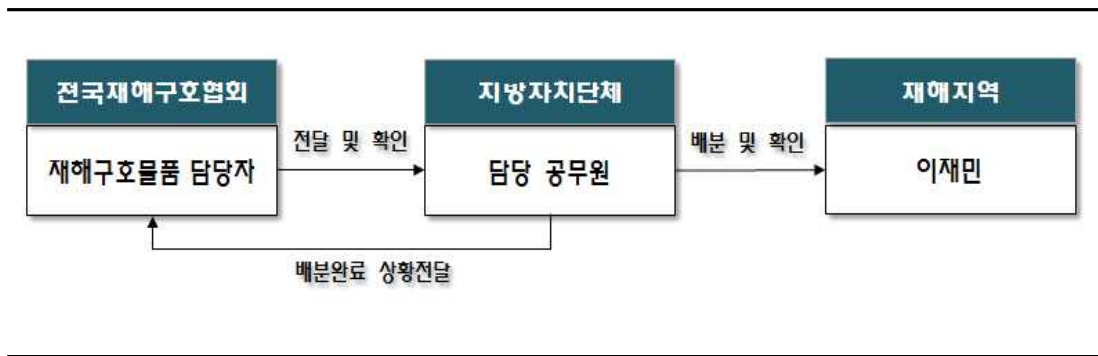 전국재해구호협회
재해구호물품 담당자
전달 및 확인
지방자치단체
담당 공무원
배분 및 확인
재해지역
이재민
배분완료 상황전달